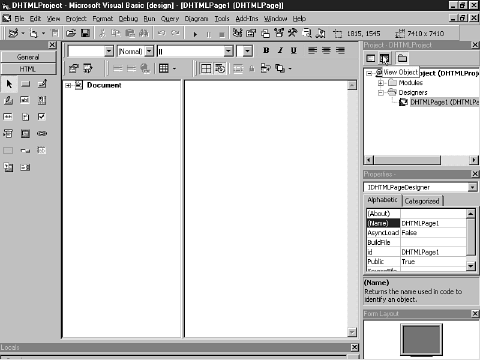 DHTMLProject - Microsoft Visual Basic [design] - [DHTMLPage1 (DHTMLPage)]
File Edit View Project Format Debug Run Query Diagram Tools Add-Ins Window Help
1815, 1545 7410 x 7410
General
HTML
(Normal)
B I U
Document
Project - DHTMLProject
View Object
Modules
Designers
DHTMLPage1 (DHTMLPa
Properties -
IDHTMLPageDesigner
Alphabetic Categorized
(About)
(Name) DHTMLPage1
AsyncLoad False
BuildFile
id DHTMLPage1
Public True
(Name)
Returns the name used in code to
identify an object.
Form Layout
Locals